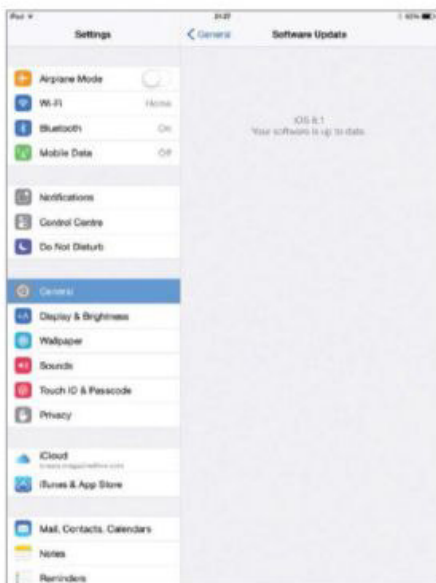 iPad
21:27
Settings
General
Software Update
Airplane Mode
Wi-Fi
Home
Bluetooth
On
Mobile Data
Off
iOS 8.1
Your software is up to date.
Notifications
Control Centre
Do Not Disturb
General
Display & Brightness
Wallpaper
Sounds
Touch ID & Passcode
Privacy
iCloud
iTunes & App Store
Mail, Contacts, Calendars
Notes
Reminders